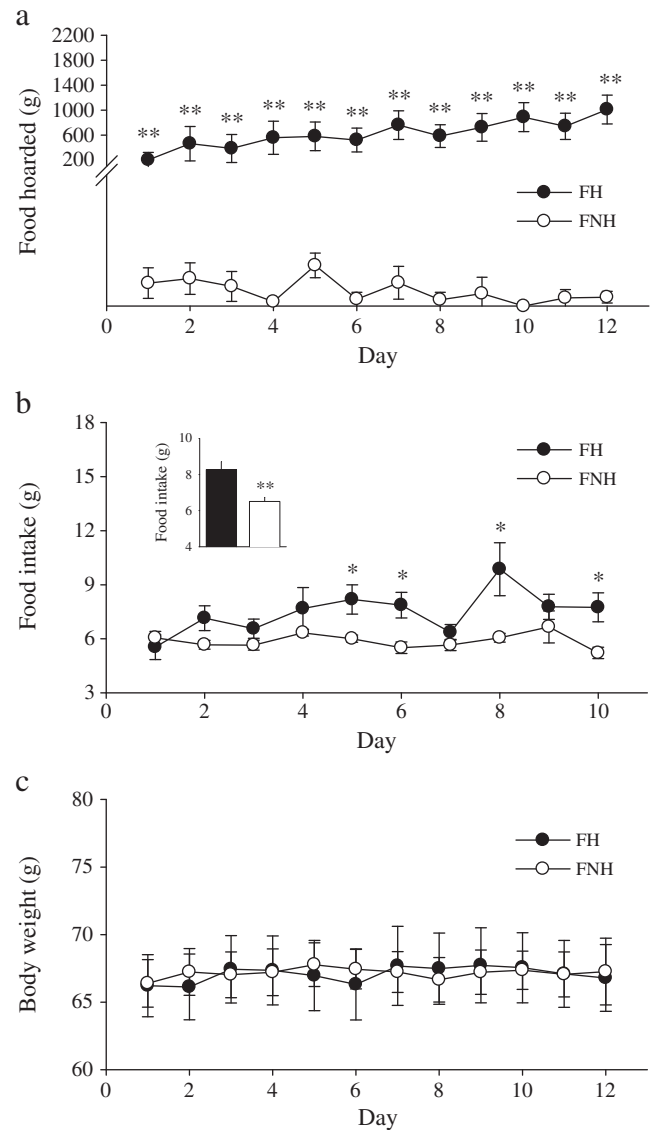 a
Food hoarded (g)
2200
1800
1400
1000
600
200
** ** ** ** ** ** ** ** ** ** ** **
FH
FNH
0 2 4 6 8 10 12
Day
b
Food intake (g)
18
15
12
9
6
3
Food intake (g)
10
8
6
4
**
FH
FNH
* * * *
0 2 4 6 8 10
Day
c
Body weight (g)
80
75
70
65
60
FH
FNH
0 2 4 6 8 10 12
Day